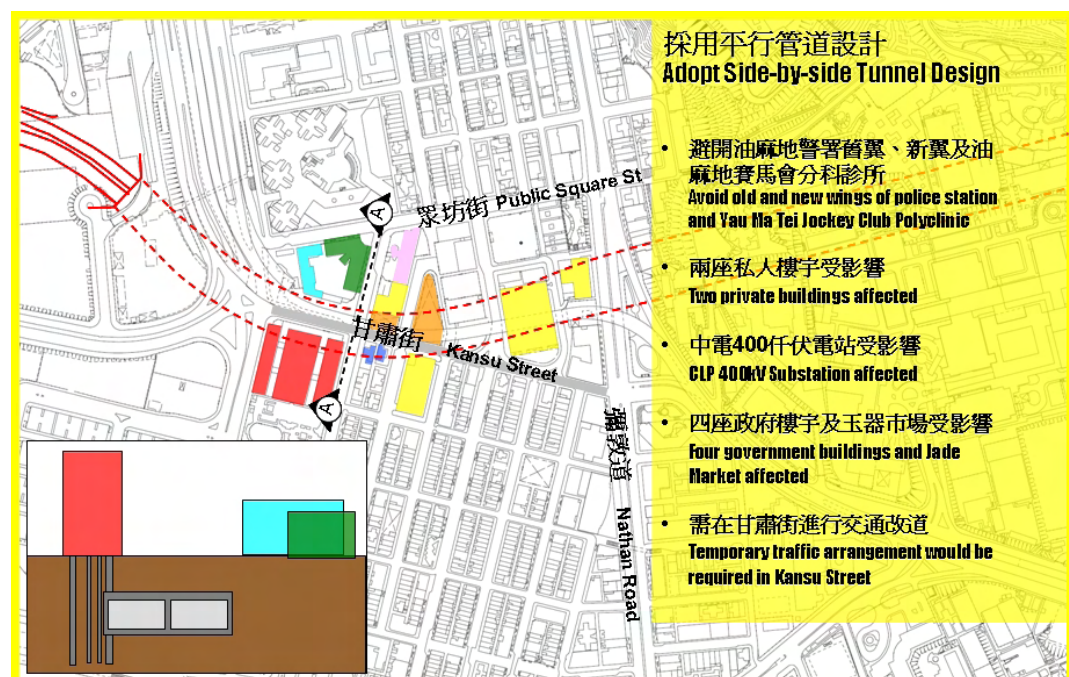 採用平行管道設計
Adopt Side-by-side Tunnel Design
• 避開油麻地警署舊翼、新翼及油
麻地賽馬會分科診所
Avoid old and new wings of police station
and Yau Ma Tei Jockey Club Polyclinic
• 兩座私人樓宇受影響
Two private buildings affected
• 中電400仟伏電站受影響
CLP 400kV Substation affected
• 四座政府樓宇及玉器市場受影響
Four government buildings and Jade
Market affected
• 需在甘肅街進行交通改道
Temporary traffic arrangement would be
required in Kansu Street
A
眾坊街 Public Square St
甘肅街 Kansu Street
A
彌敦道 Nathan Road